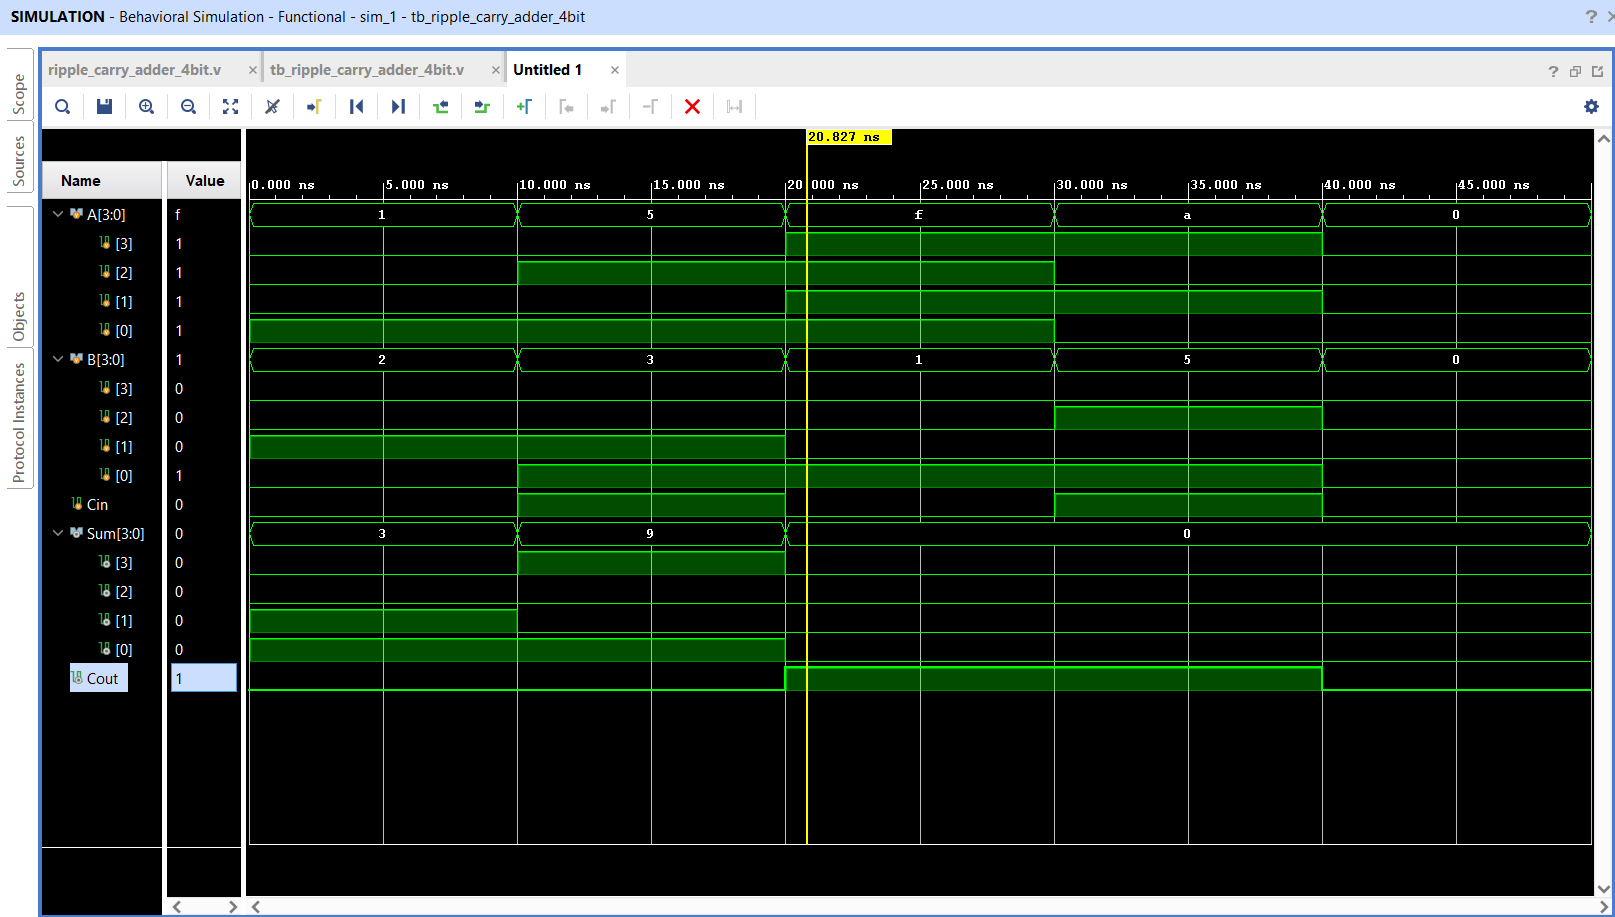 SIMULATION - Behavioral Simulation - Functional - sim_1 - tb_ripple_carry_adder_4bit
ripple_carry_adder_4bit.v
tb_ripple_carry_adder_4bit.v
Untitled 1
Scope
Sources
Objects
Protocol Instances
20.827 ns
Name
Value
0.000 ns 5.000 ns 10.000 ns 15.000 ns 20.000 ns 25.000 ns 30.000 ns 35.000 ns 40.000 ns 45.000 ns
A[3:0] f 1 5 f a 0
[3] 1
[2] 1
[1] 1
[0] 1
B[3:0] 1 2 3 1 5 0
[3] 0
[2] 0
[1] 0
[0] 1
Cin 0
Sum[3:0] 0 3 9 0
[3] 0
[2] 0
[1] 0
[0] 0
Cout 1